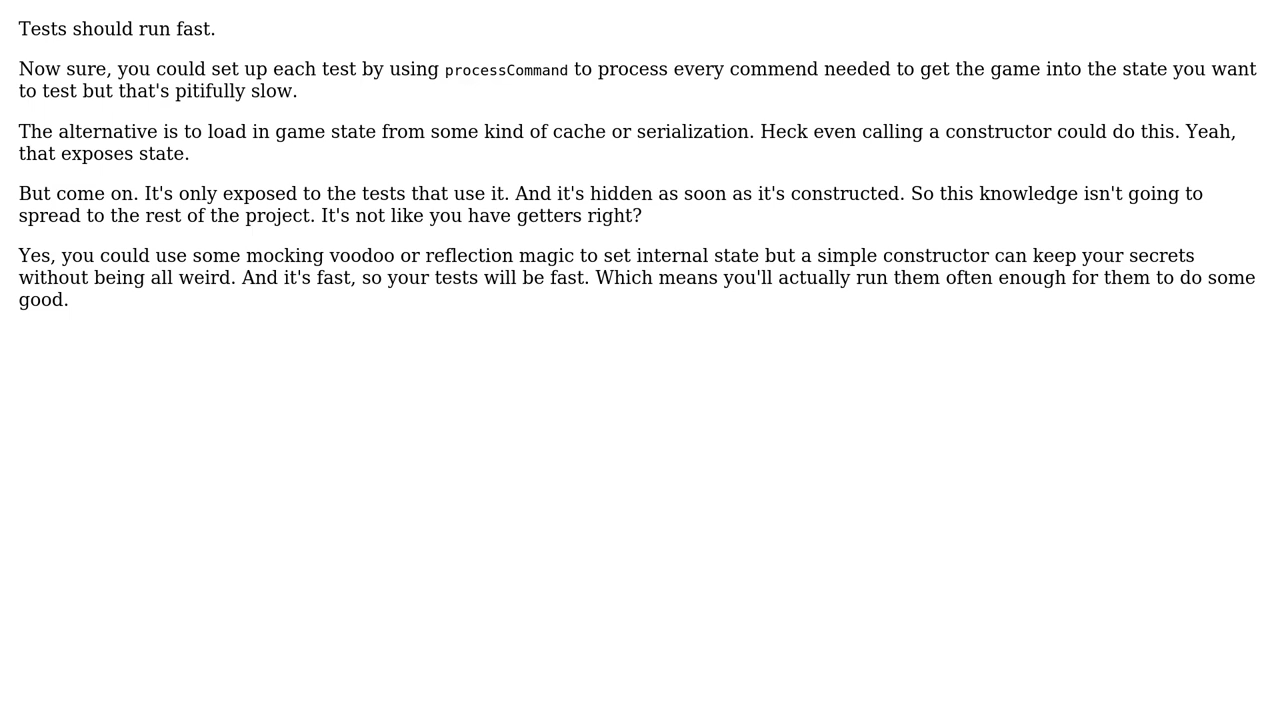 Tests should run fast.
Now sure, you could set up each test by using processCommand to process every commend needed to get the game into the state you want
to test but that's pitifully slow.
The alternative is to load in game state from some kind of cache or serialization. Heck even calling a constructor could do this. Yeah,
that exposes state.
But come on. It's only exposed to the tests that use it. And it's hidden as soon as it's constructed. So this knowledge isn't going to
spread to the rest of the project. It's not like you have getters right?
Yes, you could use some mocking voodoo or reflection magic to set internal state but a simple constructor can keep your secrets
without being all weird. And it's fast, so your tests will be fast. Which means you'll actually run them often enough for them to do some
good.